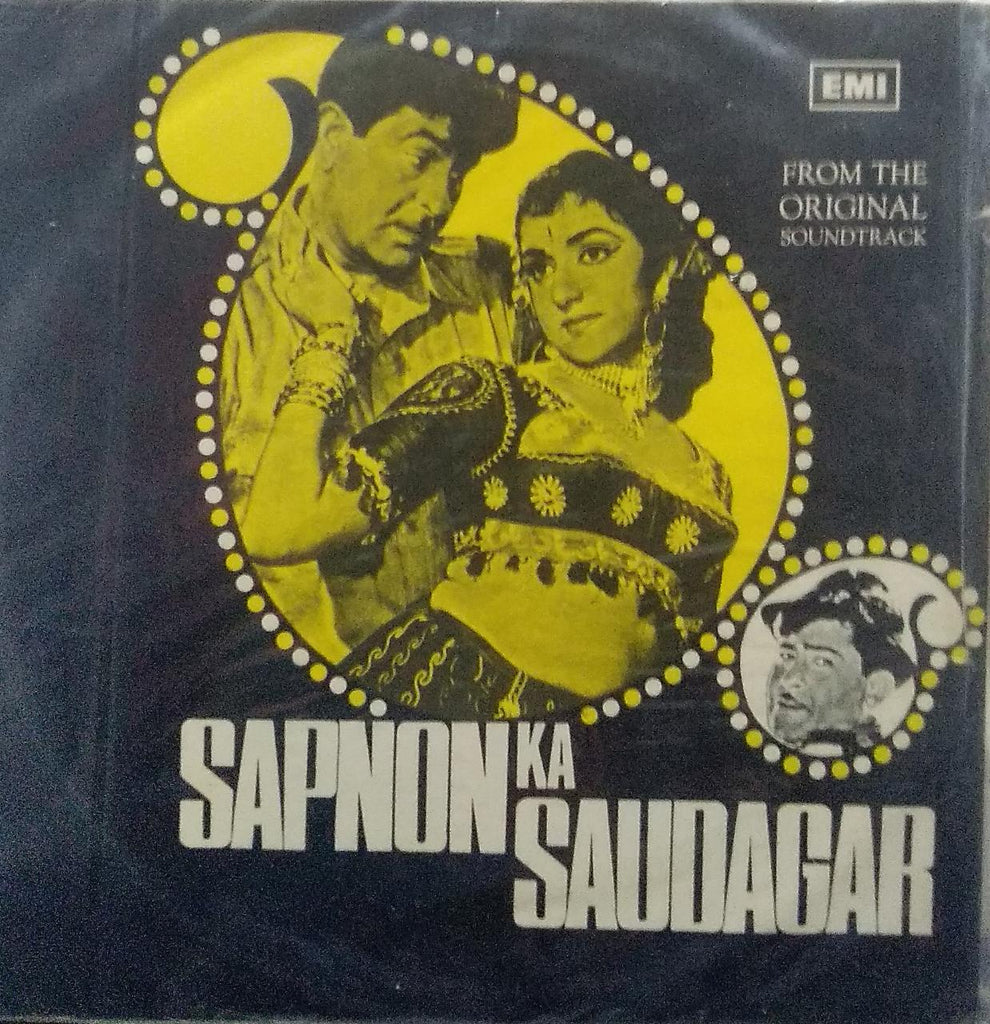 EMI
FROM THE
ORIGINAL
SOUNDTRACK
SAPNON KA
SAUDAGAR